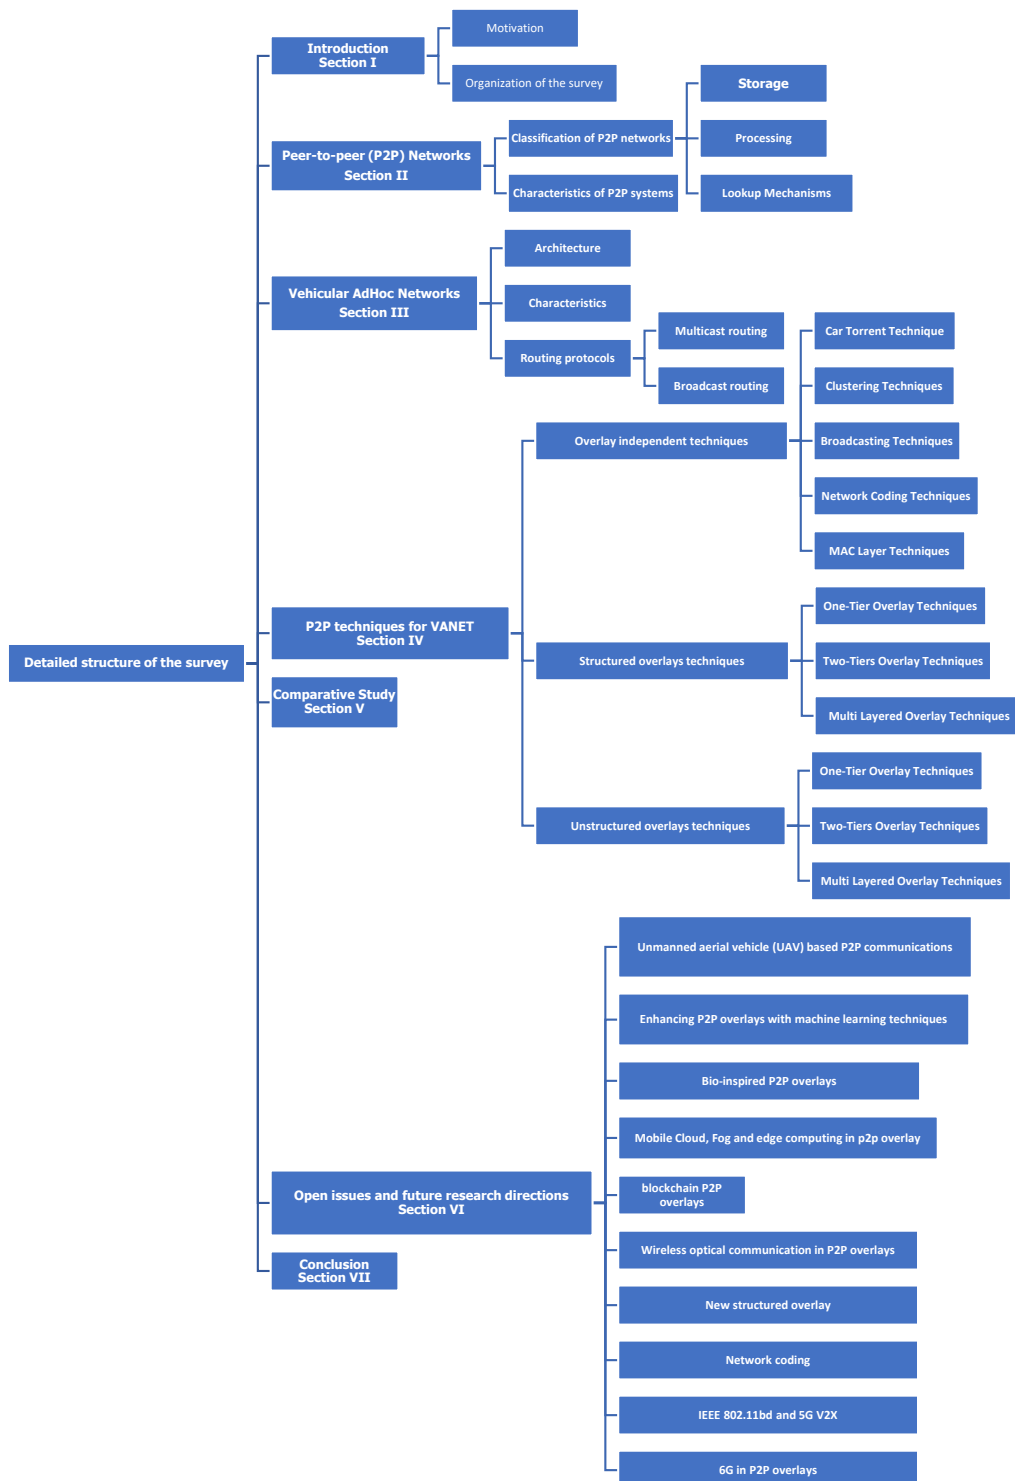 Detailed structure of the survey
Introduction
Section I
Motivation
Organization of the survey
Peer-to-peer (P2P) Networks
Section II
Classification of P2P networks
Storage
Processing
Lookup Mechanisms
Characteristics of P2P systems
Vehicular AdHoc Networks
Section III
Architecture
Characteristics
Routing protocols
Multicast routing
Broadcast routing
P2P techniques for VANET
Section IV
Overlay independent techniques
Car Torrent Technique
Clustering Techniques
Broadcasting Techniques
Network Coding Techniques
MAC Layer Techniques
Structured overlays techniques
One-Tier Overlay Techniques
Two-Tiers Overlay Techniques
Multi Layered Overlay Techniques
Unstructured overlays techniques
One-Tier Overlay Techniques
Two-Tiers Overlay Techniques
Multi Layered Overlay Techniques
Comparative Study
Section V
Open issues and future research directions
Section VI
Unmanned aerial vehicle (UAV) based P2P communications
Enhancing P2P overlays with machine learning techniques
Bio-inspired P2P overlays
Mobile Cloud, Fog and edge computing in p2p overlay
blockchain P2P
overlays
Wireless optical communication in P2P overlays
New structured overlay
Network coding
IEEE 802.11bd and 5G V2X
6G in P2P overlays
Conclusion
Section VII